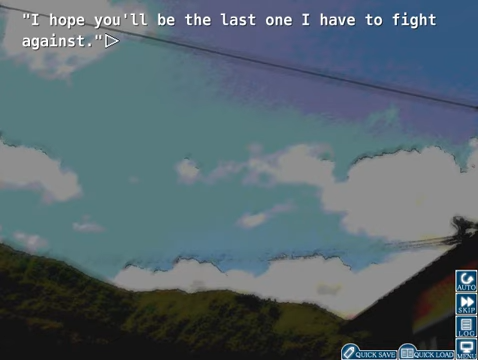 "I hope you'll be the last one I have to fight
against."
AUTO
SKIP
LOG
MENU
QUICK SAVE
QUICK LOAD